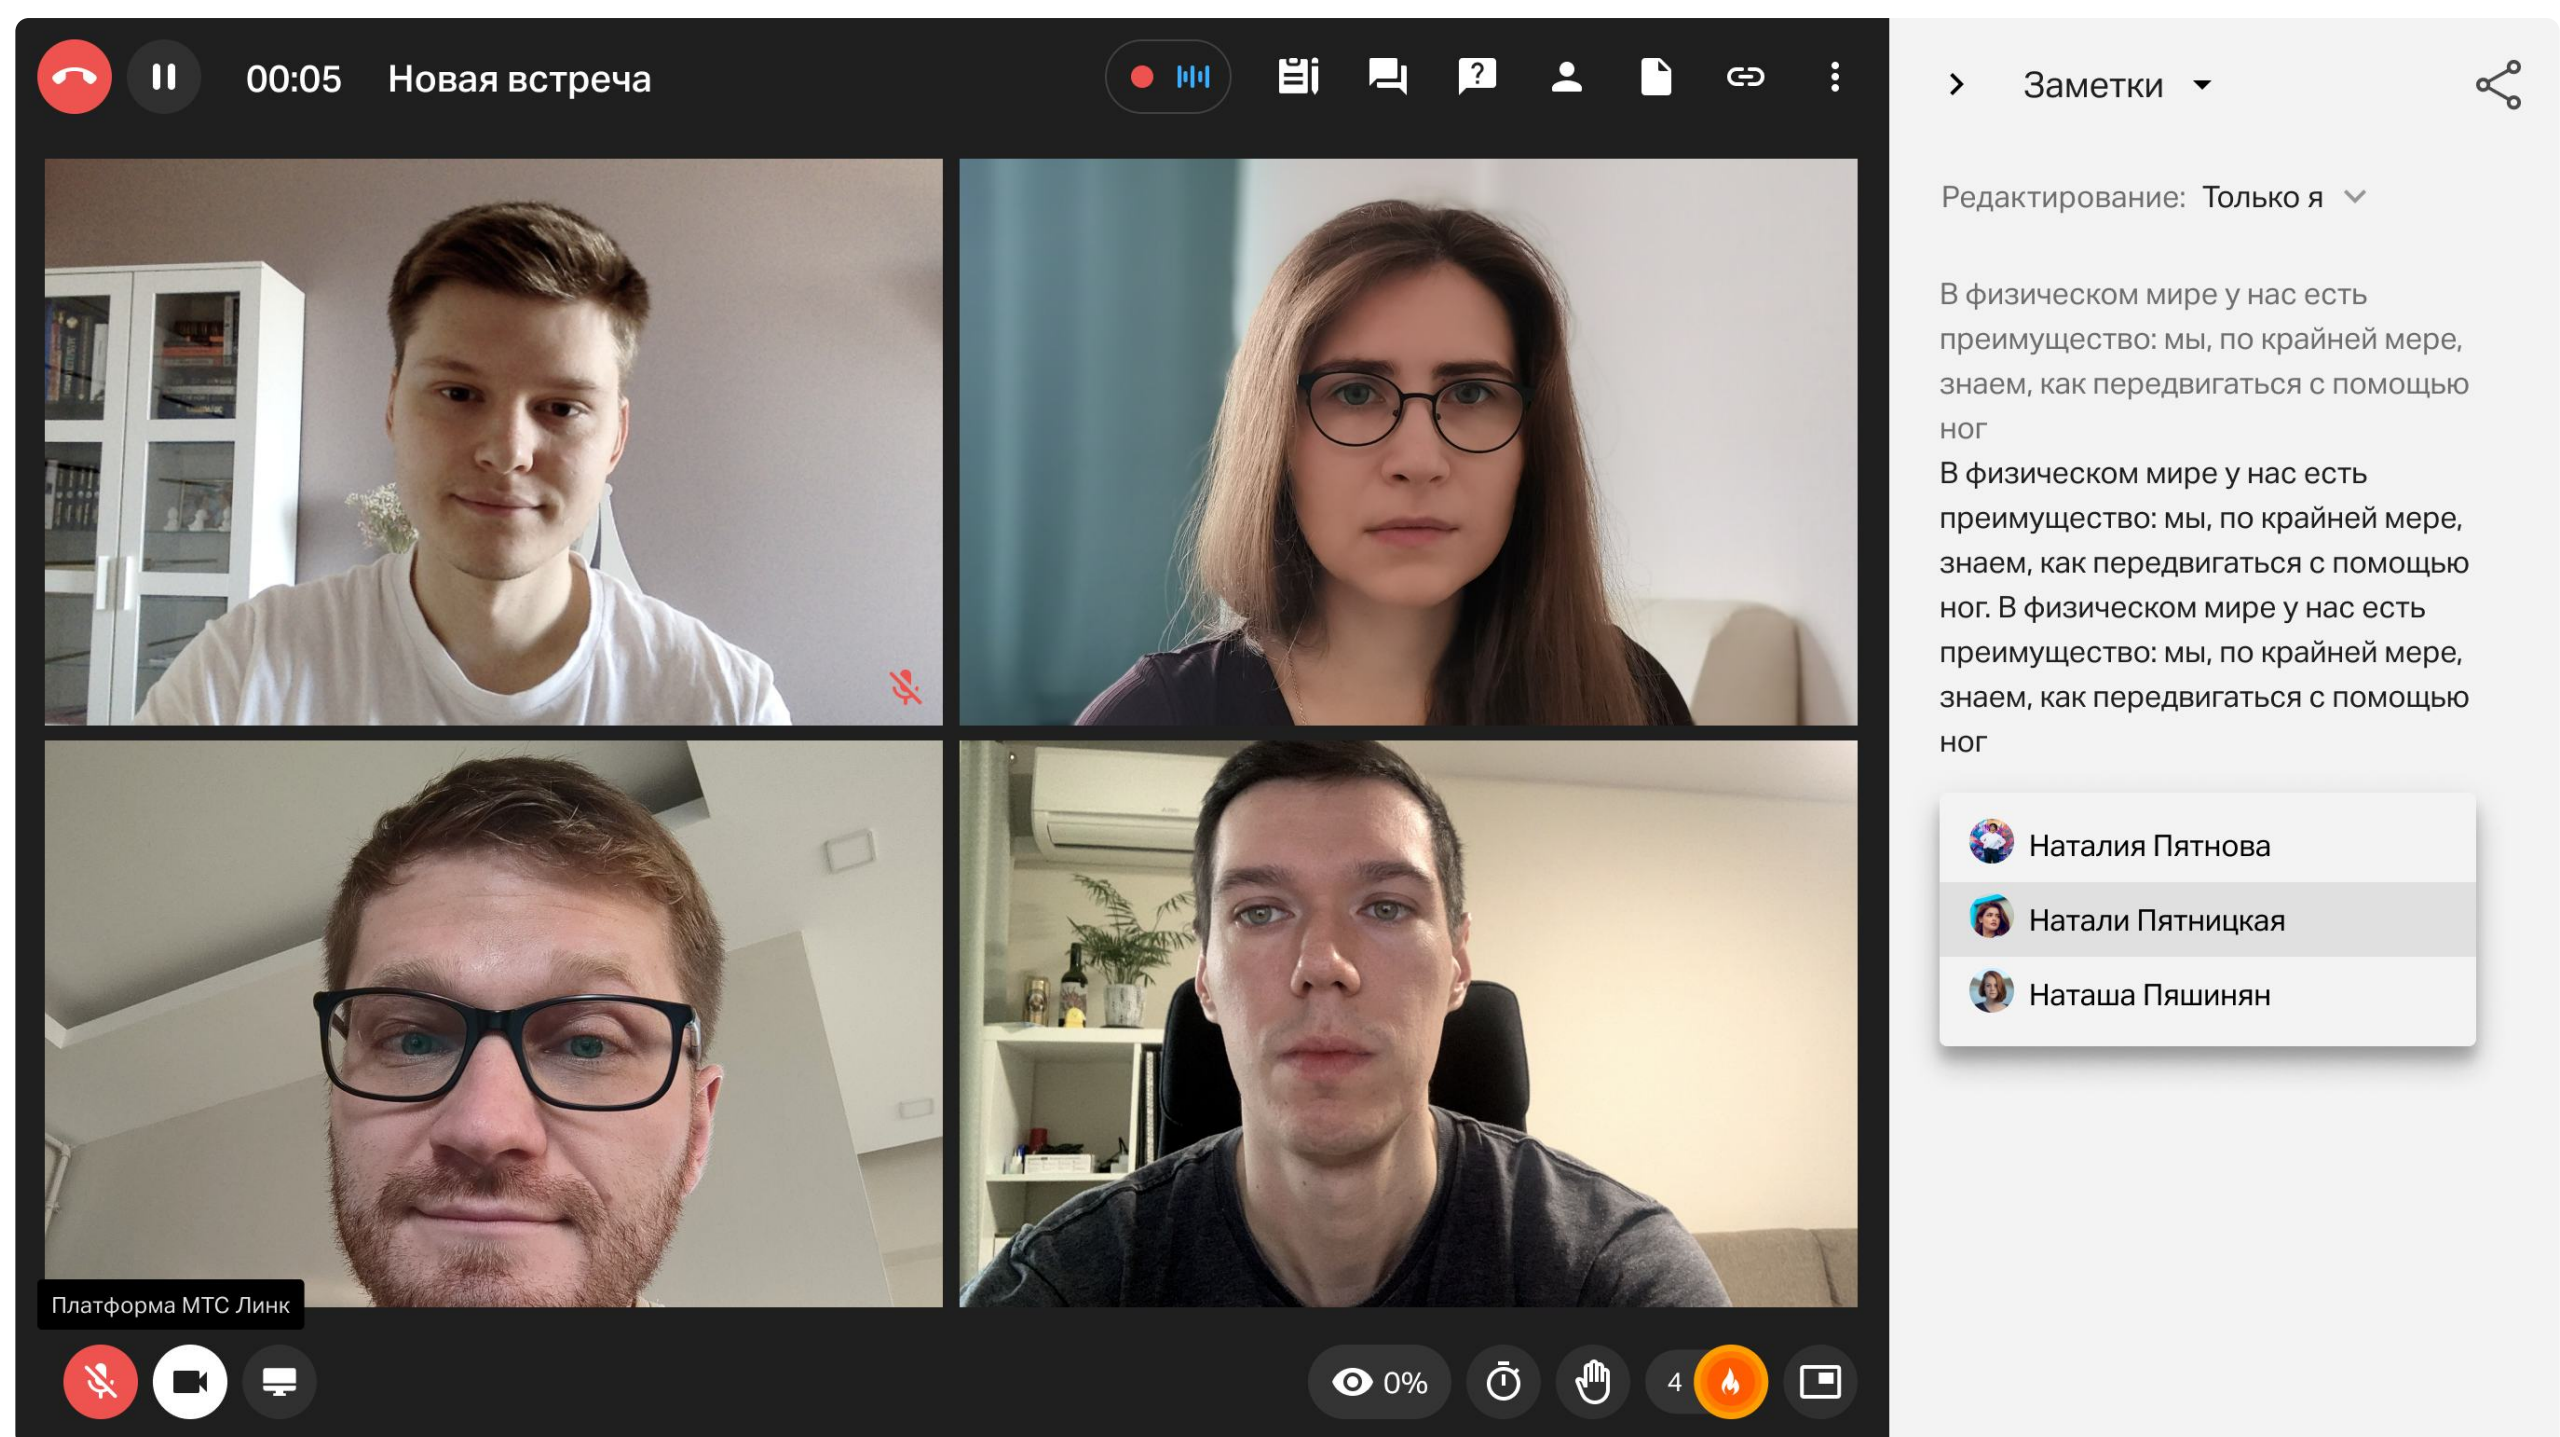 00:05 Новая встреча
Заметки
Редактирование: Только я
В физическом мире у нас есть
преимущество: мы, по крайней мере,
знаем, как передвигаться с помощью
ног
В физическом мире у нас есть
преимущество: мы, по крайней мере,
знаем, как передвигаться с помощью
ног. В физическом мире у нас есть
преимущество: мы, по крайней мере,
знаем, как передвигаться с помощью
ног
Наталия Пятнова
Натали Пятницкая
Наташа Пяшинян
Платформа МТС Линк
0%
4